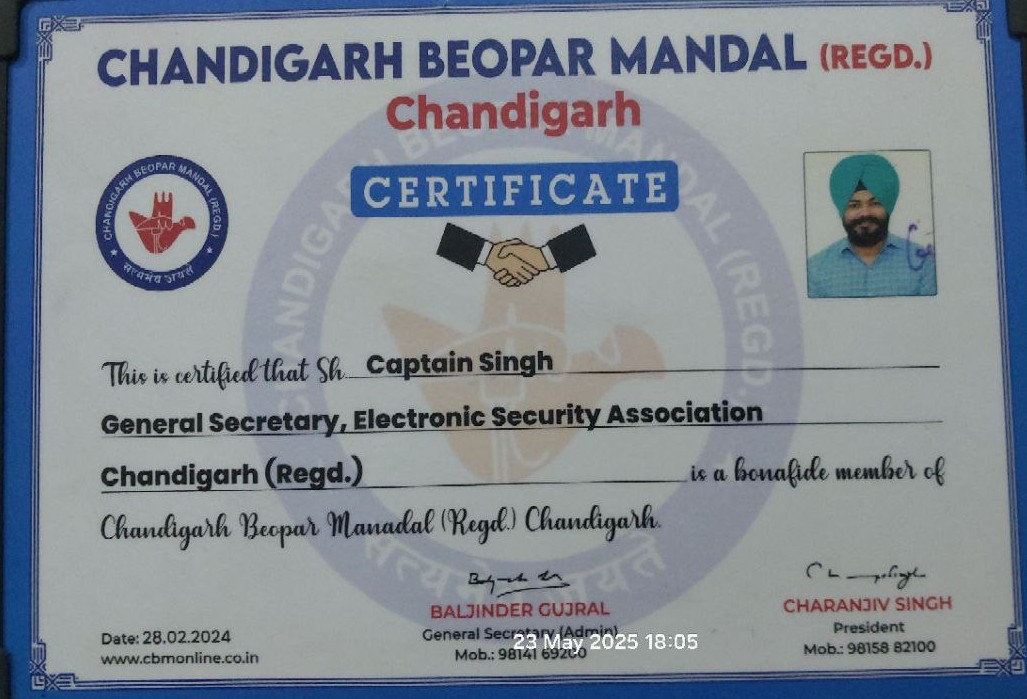 CHANDIGARH BEOPAR MANDAL (REGD.)
Chandigarh
CHANDIGARH BEOPAR MANDAL (REGD.)
सत्यमेव जयते
CERTIFICATE
This is certified that Sh. Captain Singh
General Secretary, Electronic Security Association
Chandigarh (Regd.) is a bonafide member of
Chandigarh Beopar Manadal (Regd.) Chandigarh.
BALJINDER GUJRAL
General Secretary (Admin)
Mob.: 98141 69200
CHARANJIV SINGH
President
Mob.: 98158 82100
Date: 28.02.2024
www.cbmonline.co.in
23 May 2025 18:05